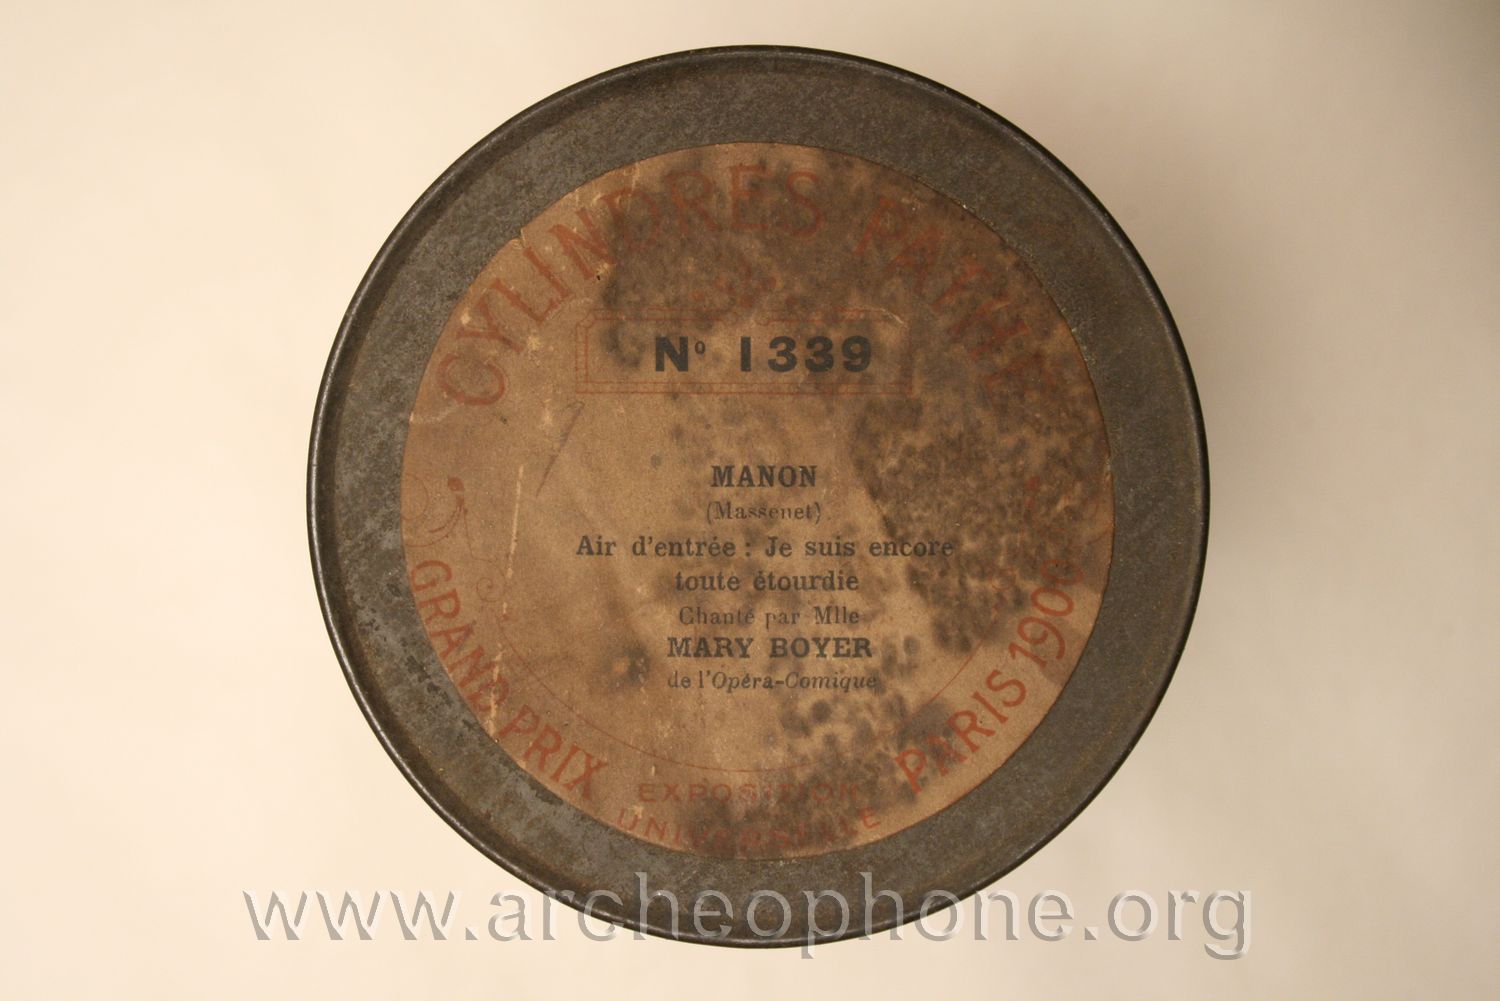 CYLINDRES PATHÉ
Nº 1339
MANON
(Massenet)
Air d'entrée : Je suis encore
toute étourdie
Chanté par Mlle
MARY BOYER
de l'Opéra-Comique
GRAND PRIX
EXPOSITION
UNIVERSELLE
PARIS 1900
www.archeophone.org